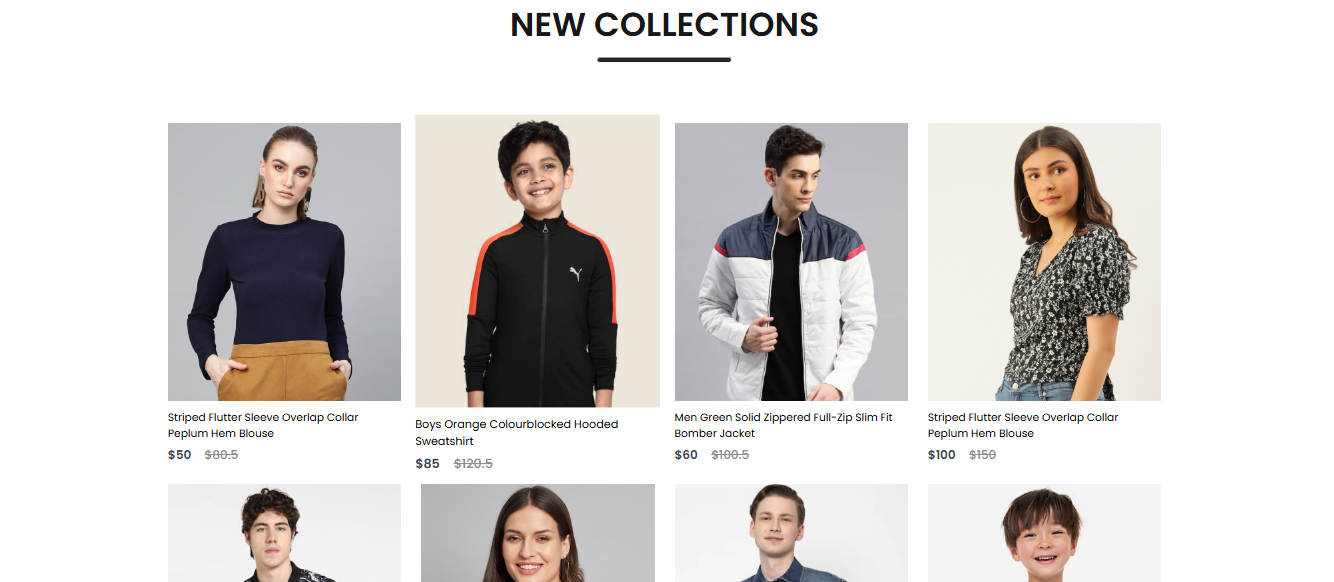 NEW COLLECTIONS
Striped Flutter Sleeve Overlap Collar
Peplum Hem Blouse
$50 $80.5
Boys Orange Colourblocked Hooded
Sweatshirt
$85 $120.5
Men Green Solid Zippered Full-Zip Slim Fit
Bomber Jacket
$60 $100.5
Striped Flutter Sleeve Overlap Collar
Peplum Hem Blouse
$100 $150